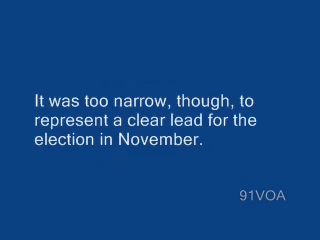 It was too narrow, though, to
represent a clear lead for the
election in November.
91VOA